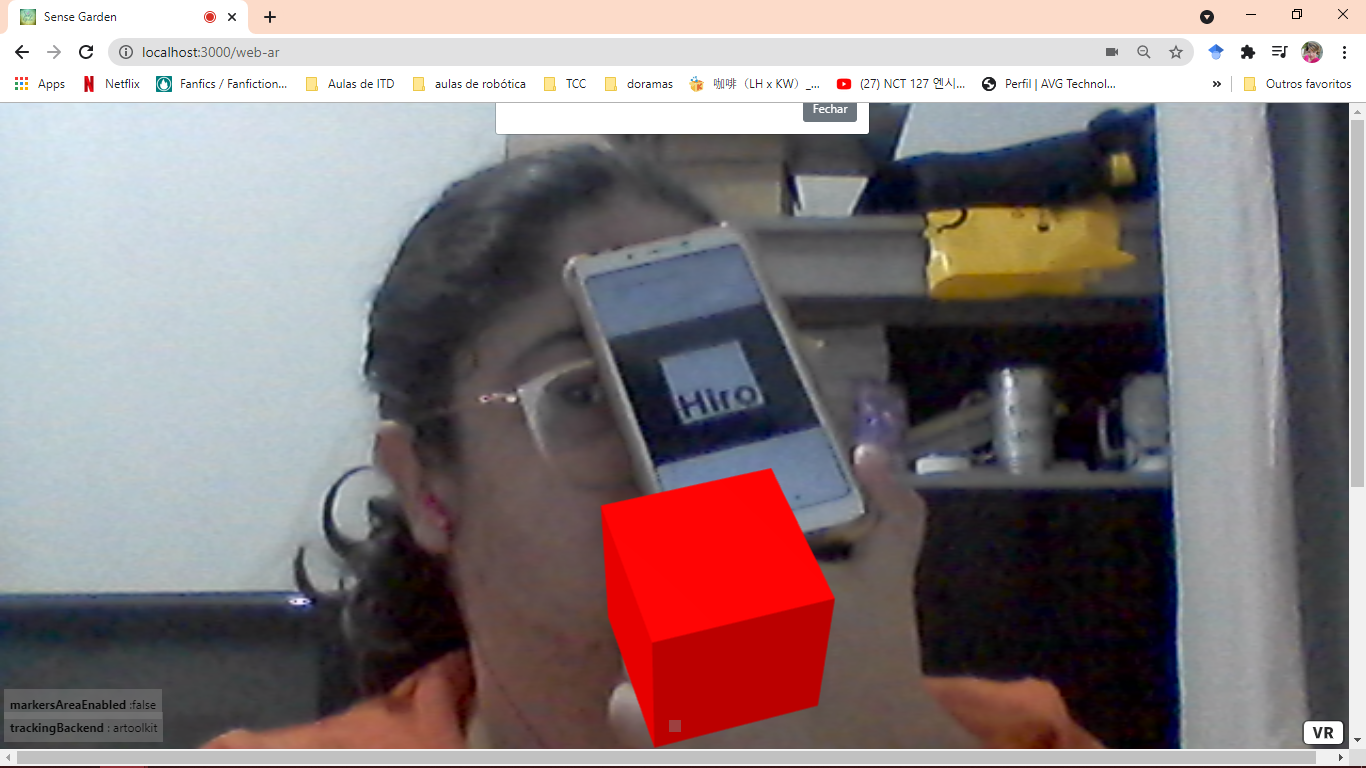 Sense Garden
localhost:3000/web-ar
Apps Netflix Fanfics / Fanfiction... Aulas de ITD aulas de robótica TCC doramas 咖啡（LH x KW）_... (27) NCT 127 엔시... Perfil | AVG Technol... » Outros favoritos
Fechar
Hiro
markersAreaEnabled :false
trackingBackend : artoolkit
VR